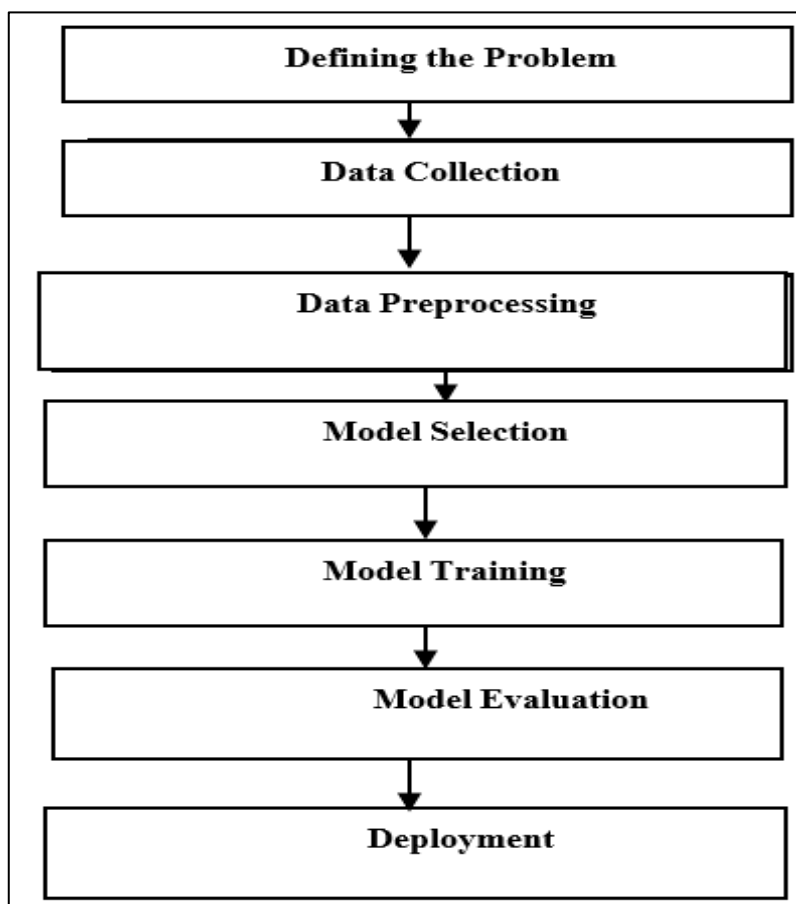 Defining the Problem
Data Collection
Data Preprocessing
Model Selection
Model Training
Model Evaluation
Deployment